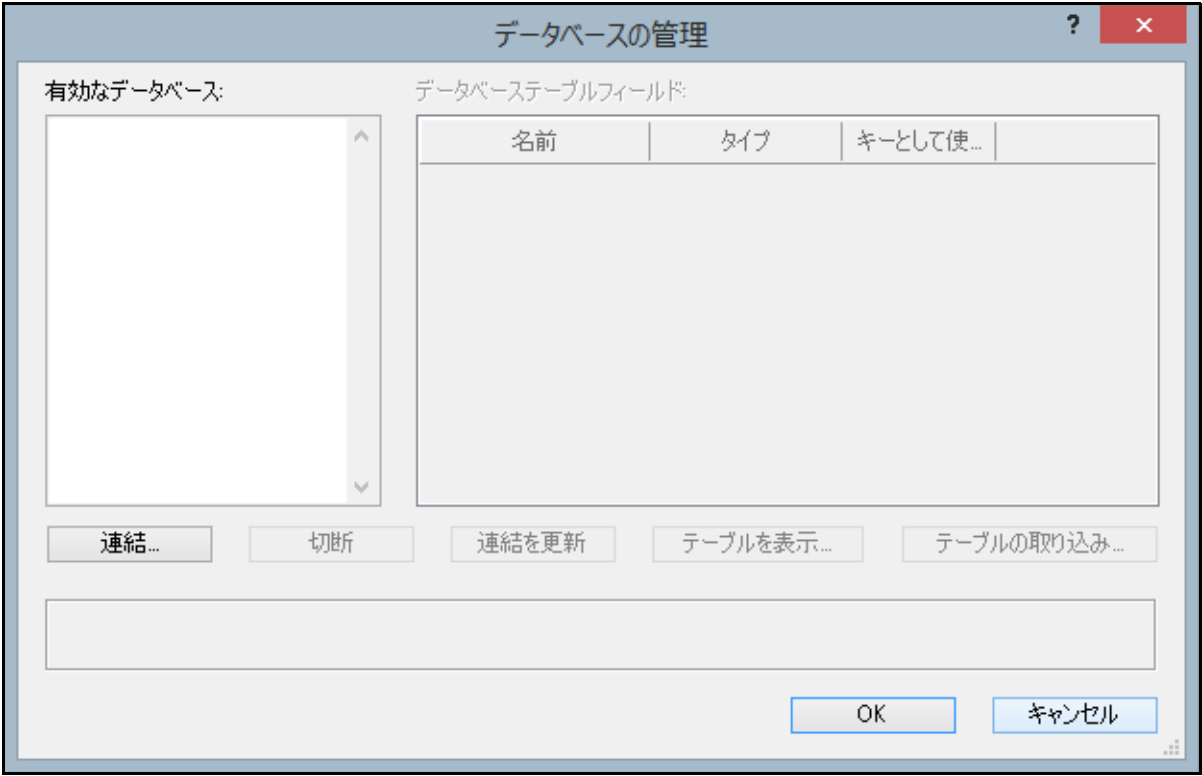 データベースの管理
?
有効なデータベース:
データベーステーブルフィールド:
名前 タイプ キーとして使...
連結... 切断 連結を更新 テーブルを表示... テーブルの取り込み...
OK キャンセル